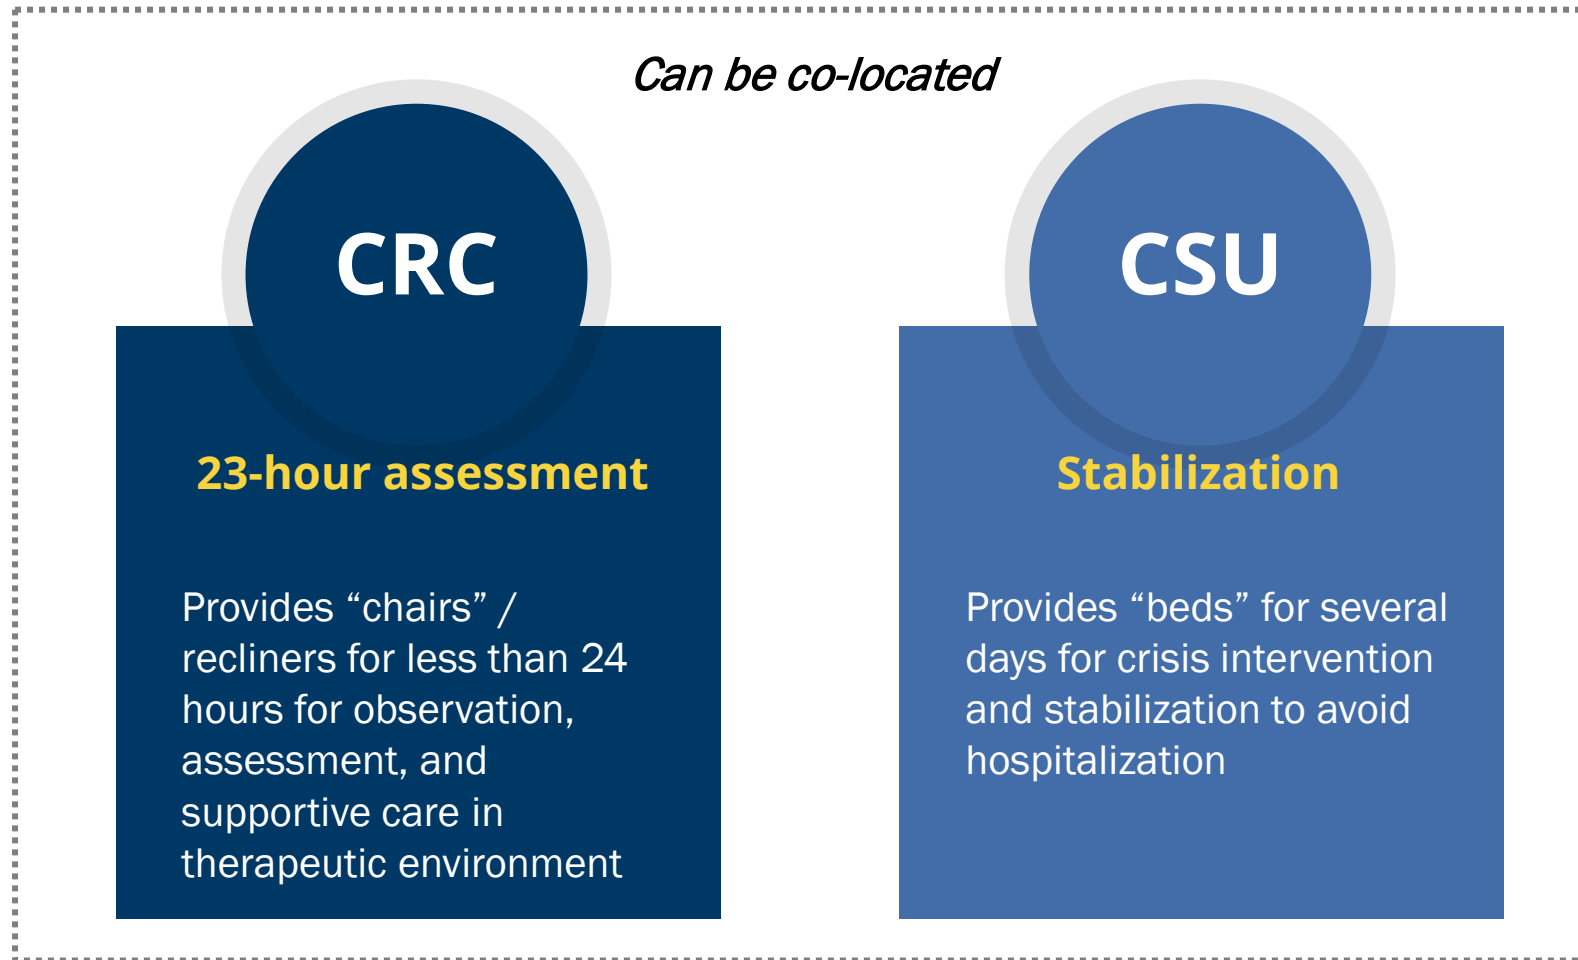 Can be co-located
CRC
23-hour assessment
Provides “chairs” /
recliners for less than 24
hours for observation,
assessment, and
supportive care in
therapeutic environment
CSU
Stabilization
Provides “beds” for several
days for crisis intervention
and stabilization to avoid
hospitalization